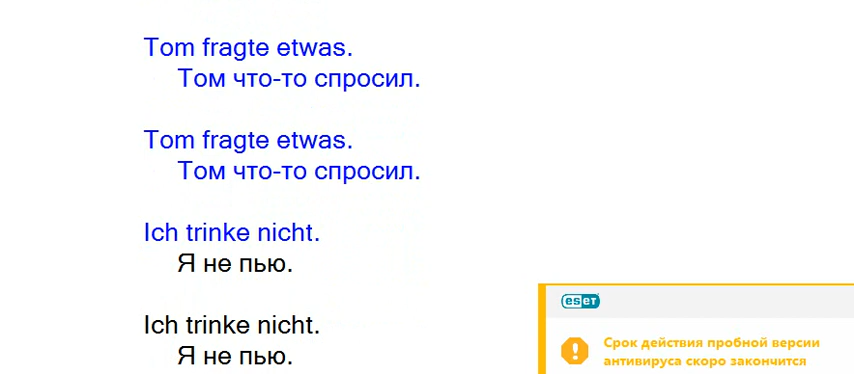 Tom fragte etwas.
Том что-то спросил.
Tom fragte etwas.
Том что-то спросил.
Ich trinke nicht.
Я не пью.
Ich trinke nicht.
Я не пью.
eset
Срок действия пробной версии
антивируса скоро закончится